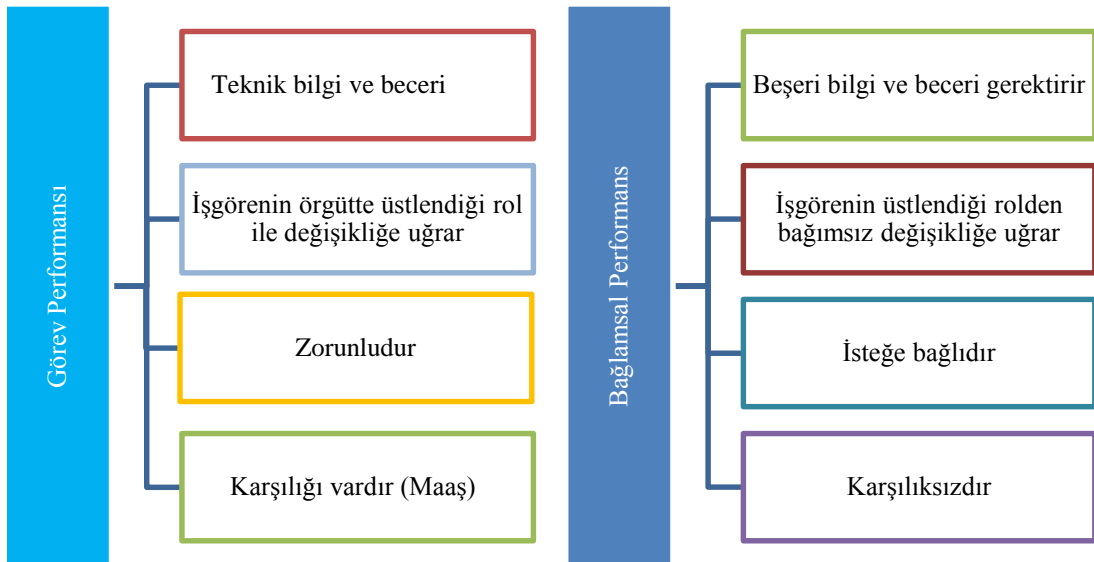 Görev Performansı
Teknik bilgi ve beceri
İşgörenin örgütte üstlendiği rol
ile değişikliğe uğrar
Zorunludur
Karşılığı vardır (Maaş)
Bağlamsal Performans
Beşeri bilgi ve beceri gerektirir
İşgörenin üstlendiği rolden
bağımsız değişikliğe uğrar
İsteğe bağlıdır
Karşılıksızdır